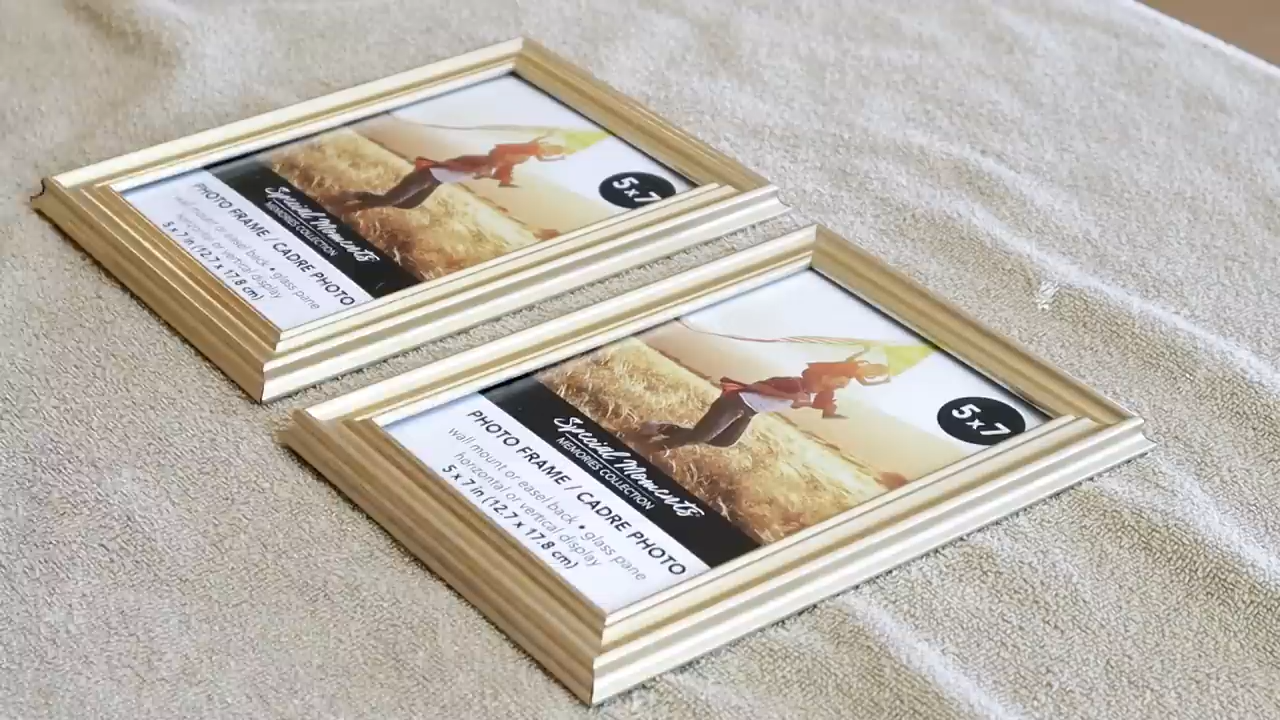 5x7
Special Moments
MEMORIES COLLECTION
PHOTO FRAME / CADRE PHOTO
wall mount or easel back • glass pane
horizontal or vertical display
5 x 7 in (12.7 x 17.8 cm)
5x7
Special Moments
MEMORIES COLLECTION
PHOTO FRAME / CADRE PHOTO
wall mount or easel back • glass pane
horizontal or vertical display
5 x 7 in (12.7 x 17.8 cm)